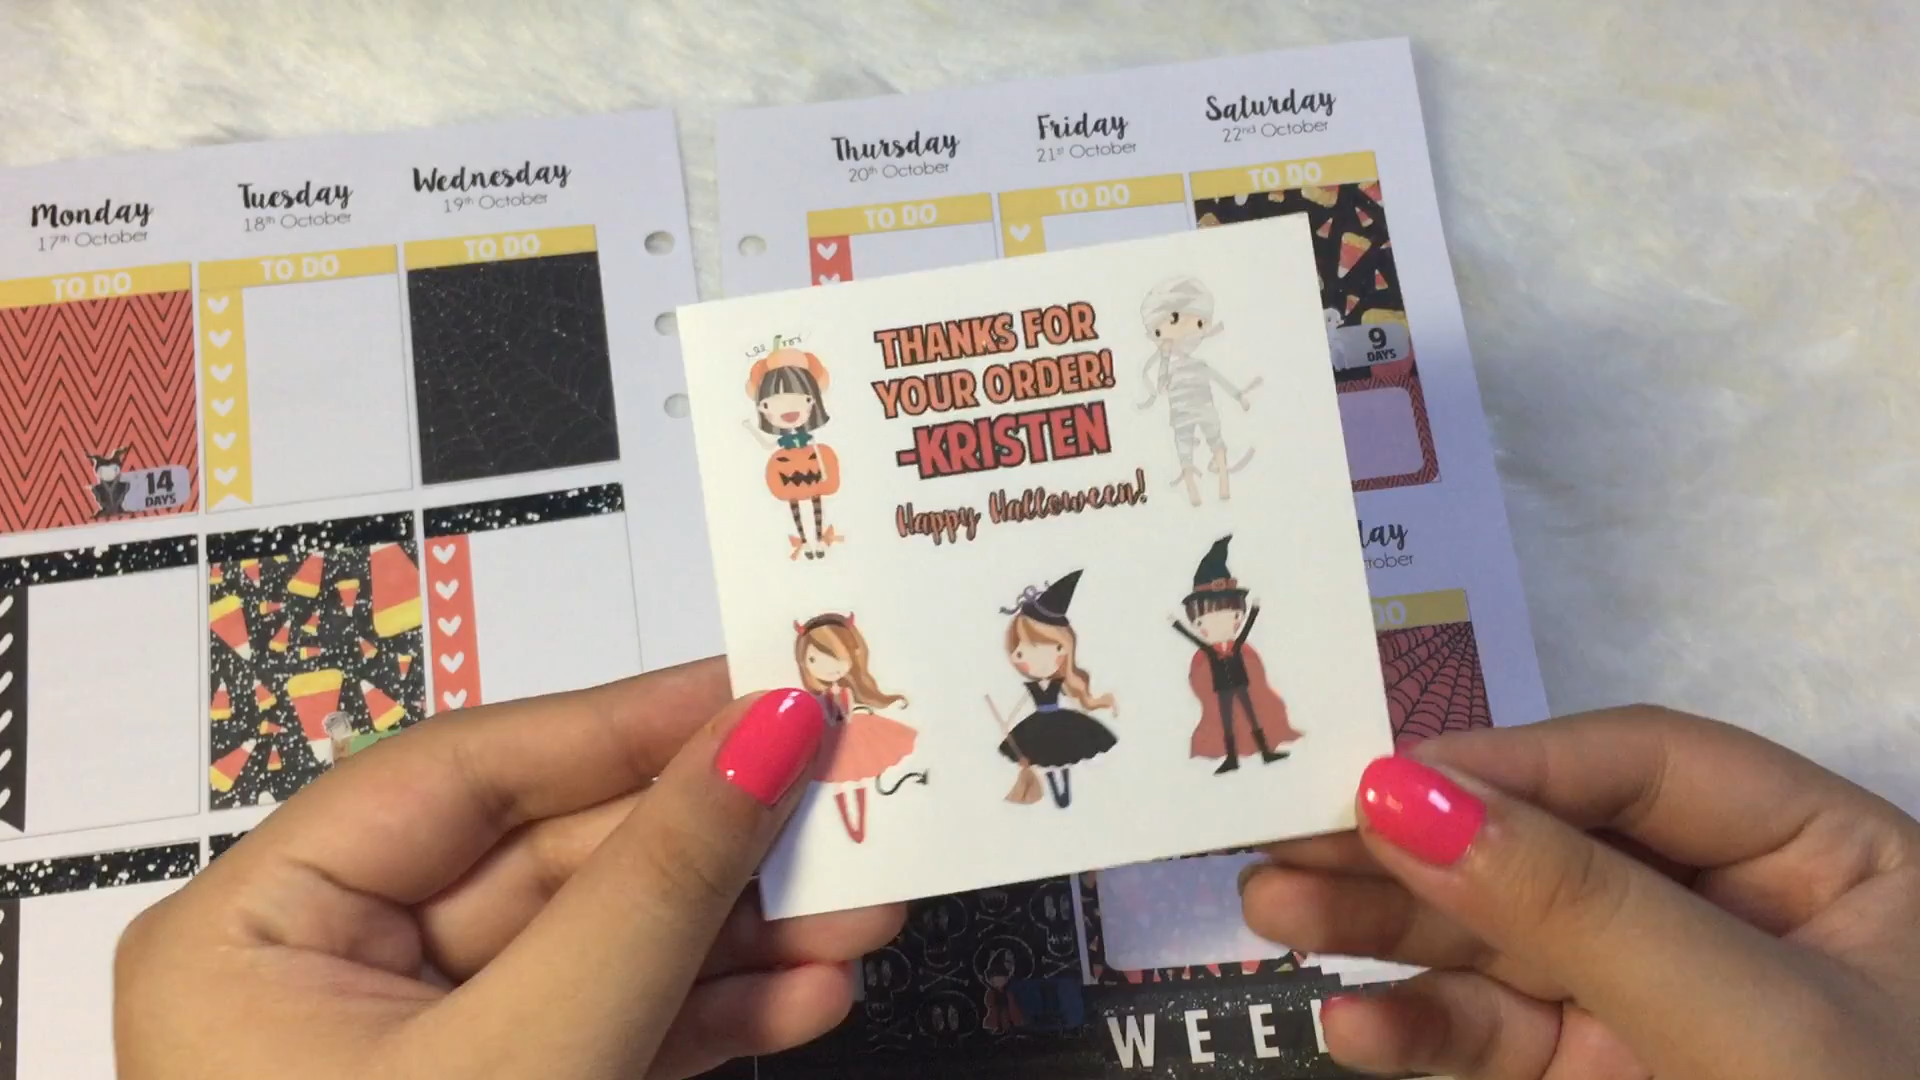 Monday
17th October
TO DO
14
DAYS
Tuesday
18th October
TO DO
Wednesday
19th October
TO DO
Thursday
20th October
TO DO
Friday
21st October
TO DO
Saturday
22nd October
TO DO
9
DAYS
THANKS FOR
YOUR ORDER!
-KRISTEN
Happy Halloween!